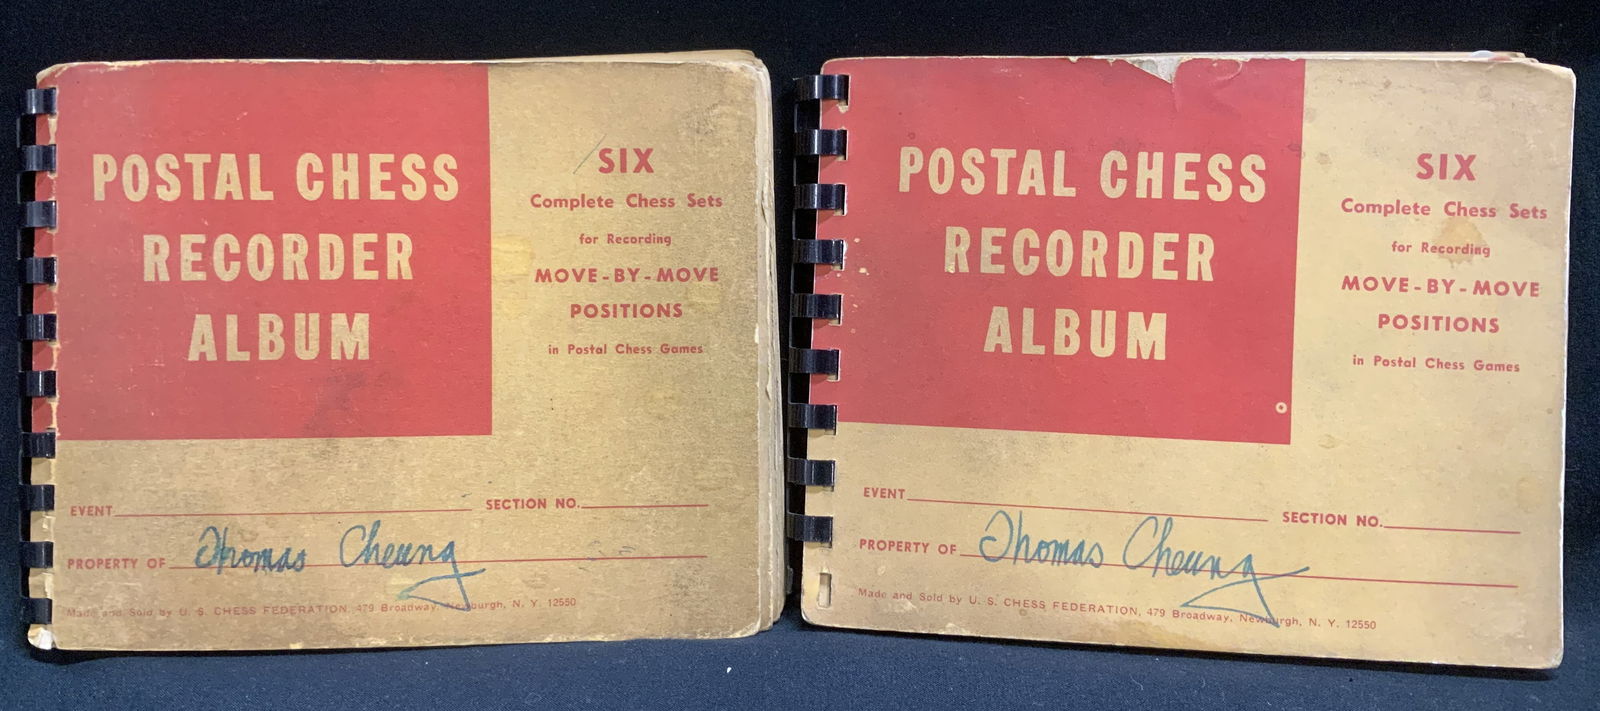 POSTAL CHESS
RECORDER
ALBUM
SIX
Complete Chess Sets
for Recording
MOVE-BY-MOVE
POSITIONS
in Postal Chess Games
EVENT SECTION NO.
PROPERTY OF Thomas Cheung
Made and Sold by U. S. CHESS FEDERATION, 479 Broadway, Newburgh, N. Y. 12550
POSTAL CHESS
RECORDER
ALBUM
SIX
Complete Chess Sets
for Recording
MOVE-BY-MOVE
POSITIONS
in Postal Chess Games
EVENT SECTION NO.
PROPERTY OF Thomas Cheung
Made and Sold by U. S. CHESS FEDERATION, 479 Broadway, Newburgh, N. Y. 12550